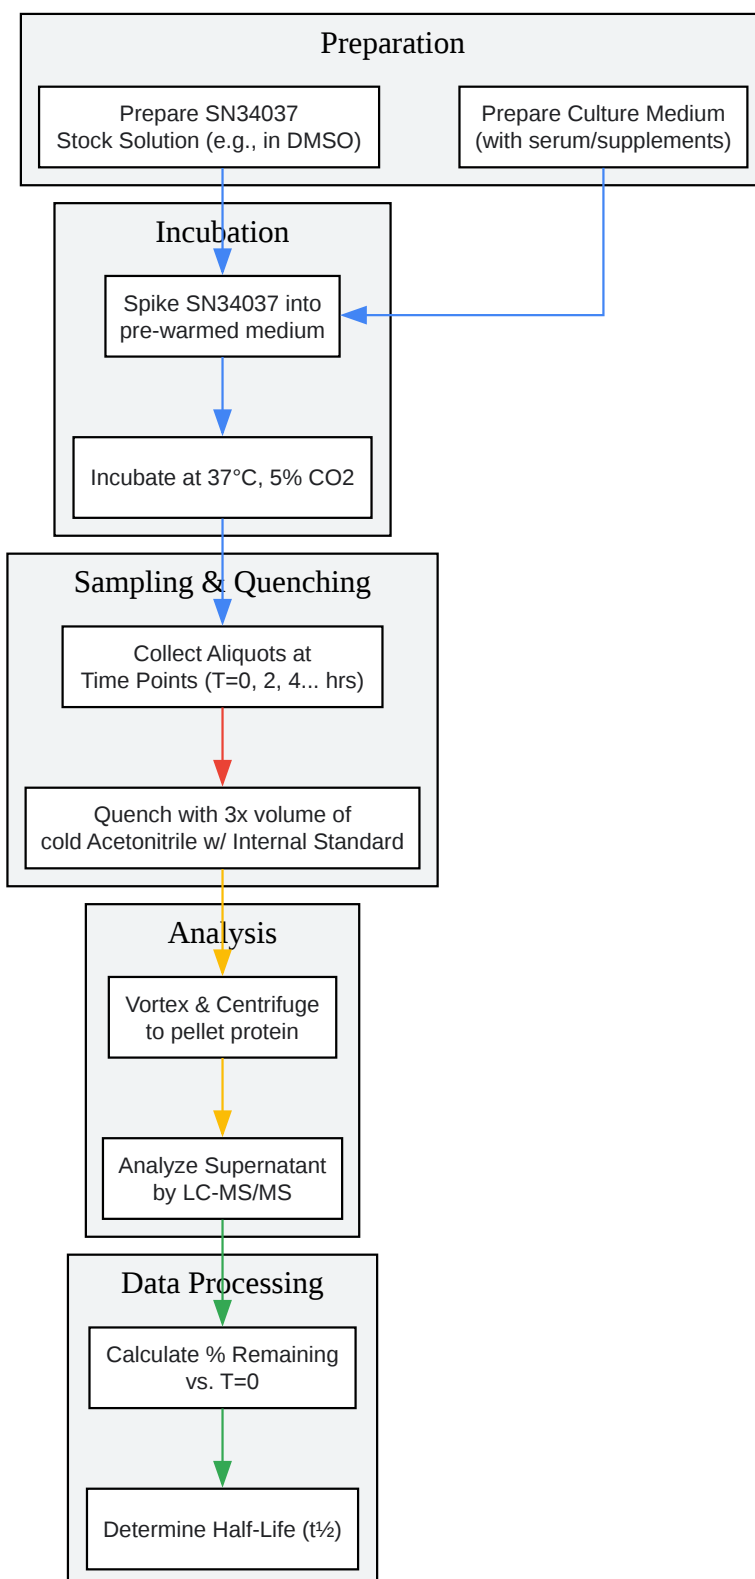 Preparation
Prepare SN34037
Stock Solution (e.g., in DMSO)
Prepare Culture Medium
(with serum/supplements)
Incubation
Spike SN34037 into
pre-warmed medium
Incubate at 37°C, 5% CO2
Sampling & Quenching
Collect Aliquots at
Time Points (T=0, 2, 4... hrs)
Quench with 3x volume of
cold Acetonitrile w/ Internal Standard
Analysis
Vortex & Centrifuge
to pellet protein
Analyze Supernatant
by LC-MS/MS
Data Processing
Calculate % Remaining
vs. T=0
Determine Half-Life (t½)